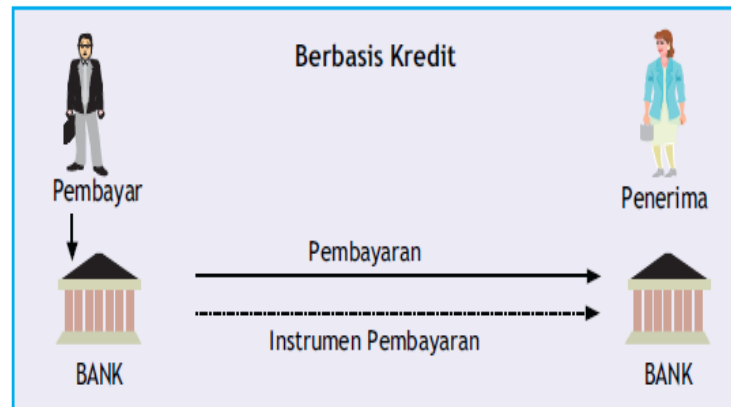 Berbasis Kredit
Pembayar
Penerima
Pembayaran
Instrumen Pembayaran
BANK
BANK